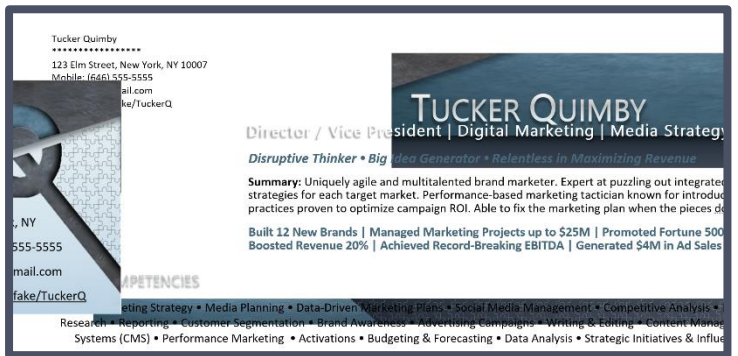 Tucker Quimby
*****************
123 Elm Street, New York, NY 10007
Mobile: (646) 555-5555
ail.com
ke/TuckerQ
TUCKER QUIMBY
Director / Vice President | Digital Marketing | Media Strategy
Disruptive Thinker • Big Idea Generator • Relentless in Maximizing Revenue
Summary: Uniquely agile and multitalented brand marketer. Expert at puzzling out integrated
strategies for each target market. Performance-based marketing tactician known for introduc
practices proven to optimize campaign ROI. Able to fix the marketing plan when the pieces do
, NY
555-5555
mail.com
fake/TuckerQ
Built 12 New Brands | Managed Marketing Projects up to $25M | Promoted Fortune 500
Boosted Revenue 20% | Achieved Record-Breaking EBITDA | Generated $4M in Ad Sales
MPETENCIES
eting Strategy • Media Planning • Data-Driven Marketing Plans • Social Media Management • Competitive Analysis •
Research • Reporting • Customer Segmentation • Brand Awareness • Advertising Campaigns • Writing & Editing • Content Manag
Systems (CMS) • Performance Marketing • Activations • Budgeting & Forecasting • Data Analysis • Strategic Initiatives & Influe